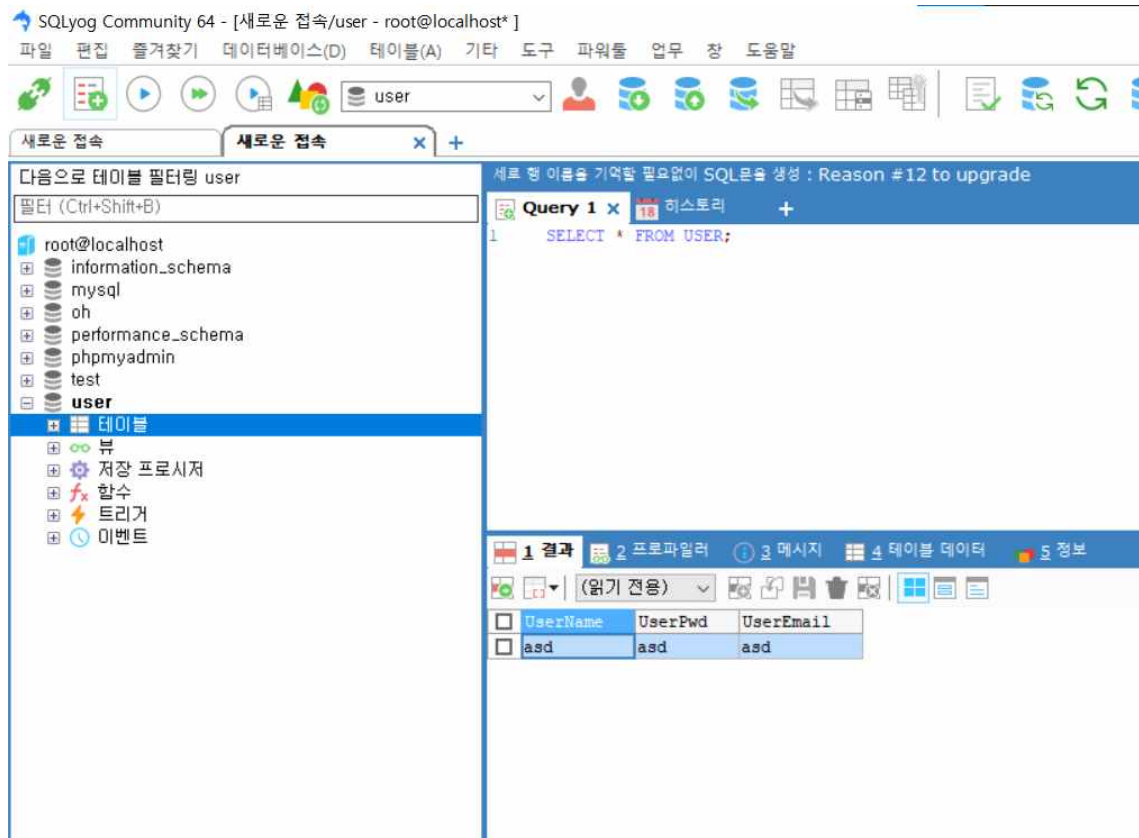 SQLyog Community 64 - [새로운 접속/user - root@localhost* ]
파일 편집 즐겨찾기 데이터베이스(D) 테이블(A) 기타 도구 파워툴 업무 창 도움말
user
새로운 접속 새로운 접속 x +
다음으로 테이블 필터링 user
필터 (Ctrl+Shift+B)
root@localhost
information_schema
mysql
oh
performance_schema
phpmyadmin
test
user
테이블
뷰
저장 프로시저
함수
트리거
이벤트
세로 행 이름을 기억할 필요없이 SQL문을 생성 : Reason #12 to upgrade
Query 1 x 18 히스토리 +
1 SELECT * FROM USER;
1 결과 2 프로파일러 3 메시지 4 테이블 데이터 5 정보
(읽기 전용)
UserName UserPwd UserEmail
asd asd asd